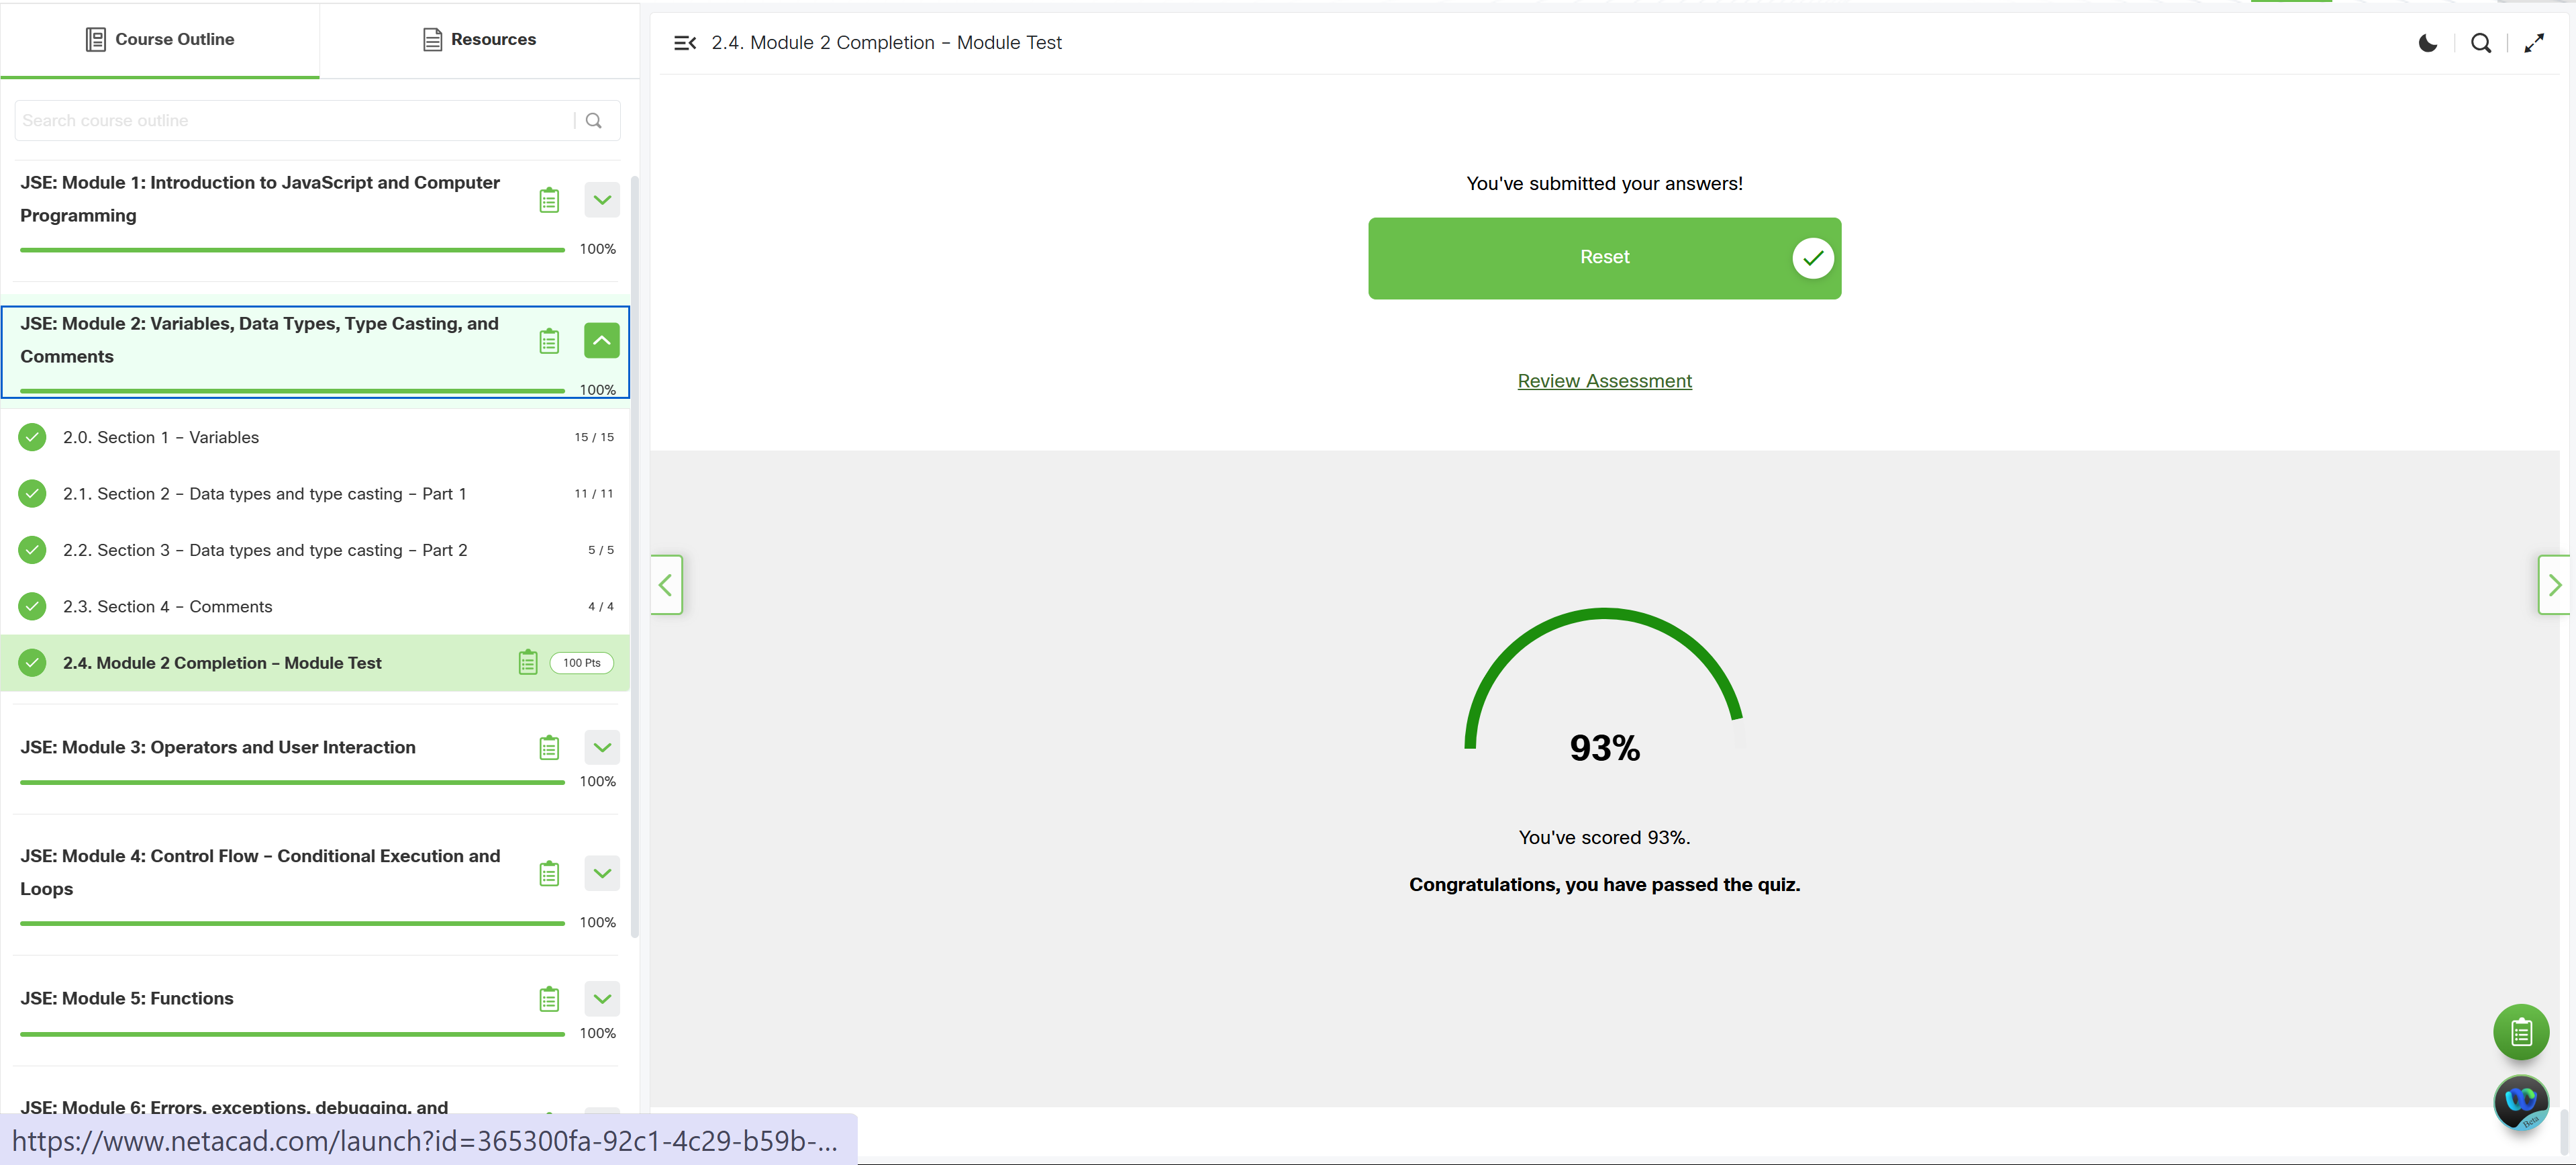 Course Outline
Resources
Search course outline
JSE: Module 1: Introduction to JavaScript and Computer
Programming
100%
JSE: Module 2: Variables, Data Types, Type Casting, and
Comments
100%
2.0. Section 1 – Variables
15 / 15
2.1. Section 2 – Data types and type casting – Part 1
11 / 11
2.2. Section 3 – Data types and type casting – Part 2
5 / 5
2.3. Section 4 – Comments
4 / 4
2.4. Module 2 Completion – Module Test
100 Pts
JSE: Module 3: Operators and User Interaction
100%
JSE: Module 4: Control Flow – Conditional Execution and
Loops
100%
JSE: Module 5: Functions
100%
JSE: Module 6: Errors, exceptions, debugging, and
https://www.netacad.com/launch?id=365300fa-92c1-4c29-b59b-...
2.4. Module 2 Completion – Module Test
You've submitted your answers!
Reset
Review Assessment
93%
You've scored 93%.
Congratulations, you have passed the quiz.
Beta